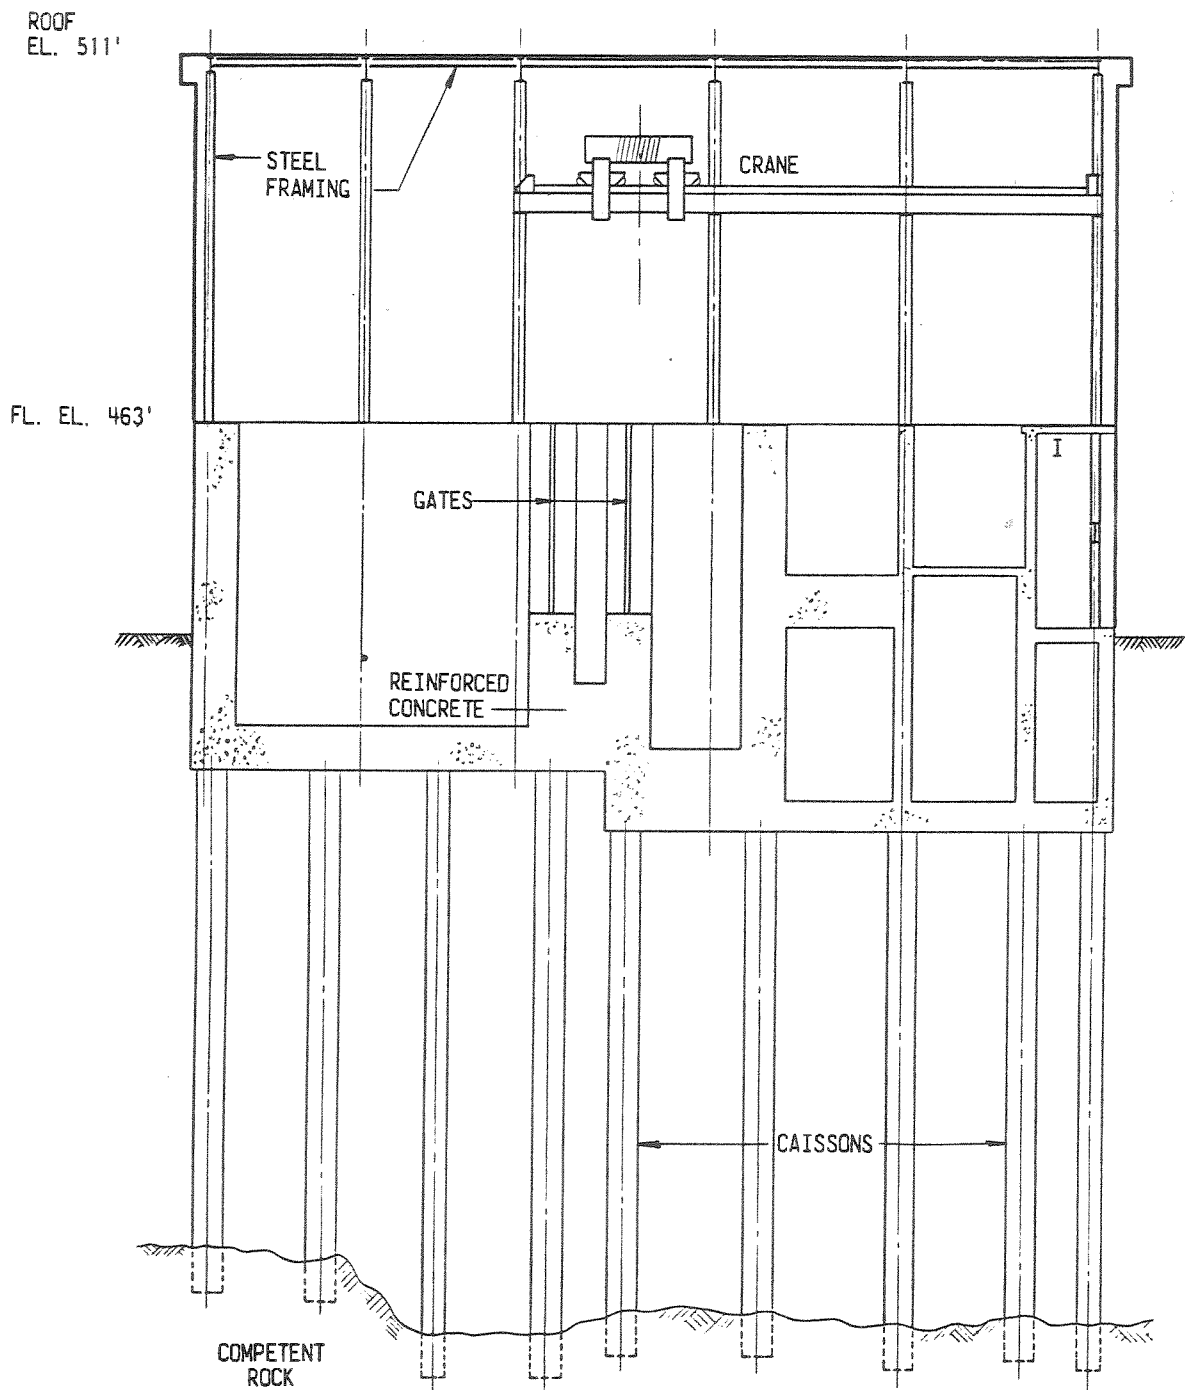 ROOF
EL. 511'
STEEL
FRAMING
CRANE
FL. EL. 463'
I
GATES
REINFORCED
CONCRETE
CAISSONS
COMPETENT
ROCK